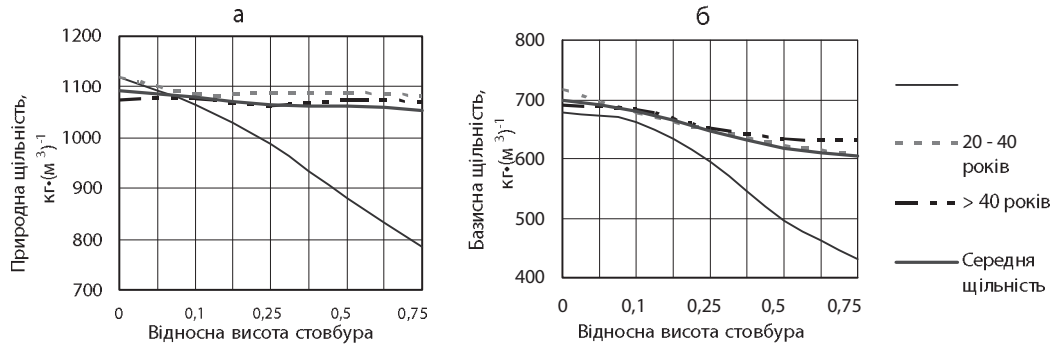 а
Природна щільність,
кг•(м ³)⁻¹
1200
1100
1000
900
800
700
0
0,1
0,25
0,5
0,75
Відносна висота стовбура
б
Базисна щільність,
кг•(м ³)⁻¹
800
700
600
500
400
0
0,1
0,25
0,5
0,75
Відносна висота стовбура
20 - 40
років
> 40 років
Середня
щільність